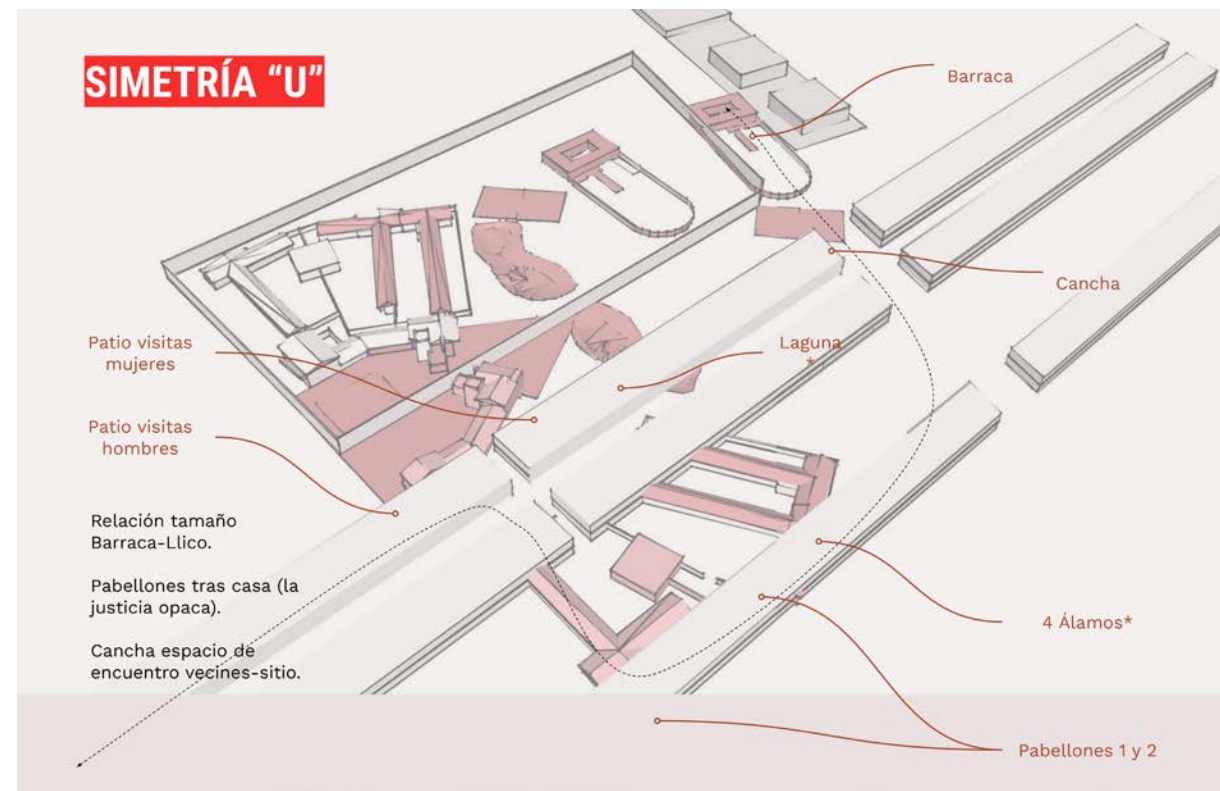 SIMETRÍA “U”
Barraca
Cancha
Patio visitas
mujeres
Laguna
*
Patio visitas
hombres
Relación tamaño
Barraca-Llico.
Pabellones tras casa (la
justicia opaca).
Cancha espacio de
encuentro vecines-sitio.
4 Álamos*
Pabellones 1 y 2